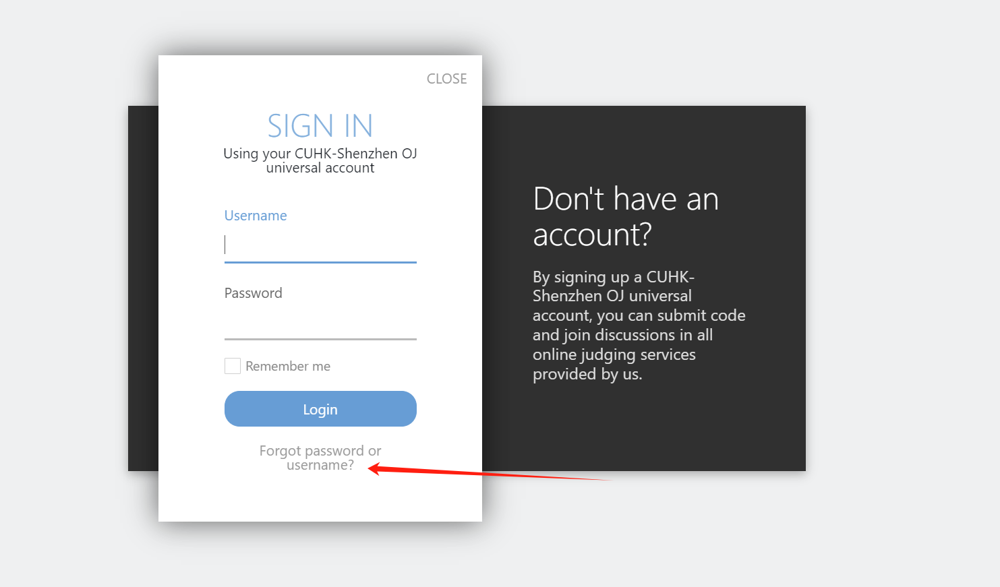 CLOSE
SIGN IN
Using your CUHK-Shenzhen OJ
universal account
Username
Password
Remember me
Login
Forgot password or
username?
Don't have an
account?
By signing up a CUHK-
Shenzhen OJ universal
account, you can submit code
and join discussions in all
online judging services
provided by us.